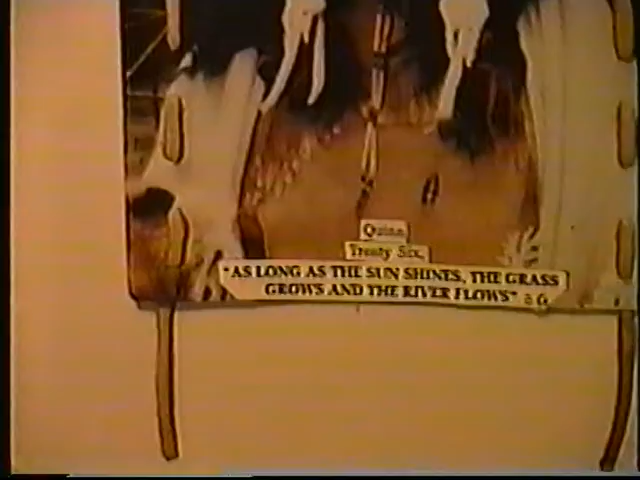 Quinn
Treaty Six,
"AS LONG AS THE SUN SHINES, THE GRASS
GROWS AND THE RIVER FLOWS"